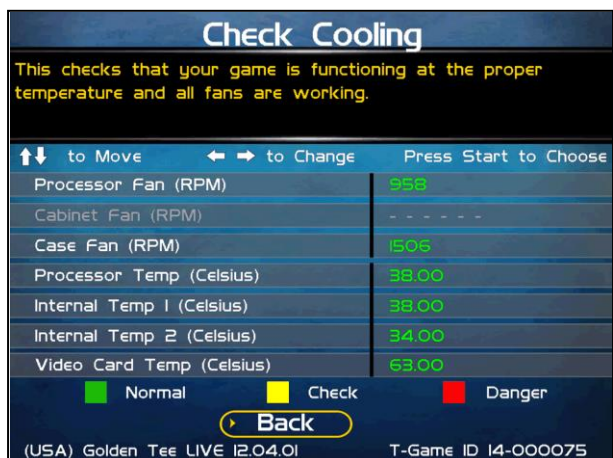 Check Cooling
This checks that your game is functioning at the proper
temperature and all fans are working.
to Move to Change Press Start to Choose
Processor Fan (RPM) 958
Cabinet Fan (RPM) - - - - - -
Case Fan (RPM) 1506
Processor Temp (Celsius) 38.00
Internal Temp 1 (Celsius) 38.00
Internal Temp 2 (Celsius) 34.00
Video Card Temp (Celsius) 63.00
Normal Check Danger
Back
(USA) Golden Tee LIVE 12.04.01 T-Game ID 14-000075